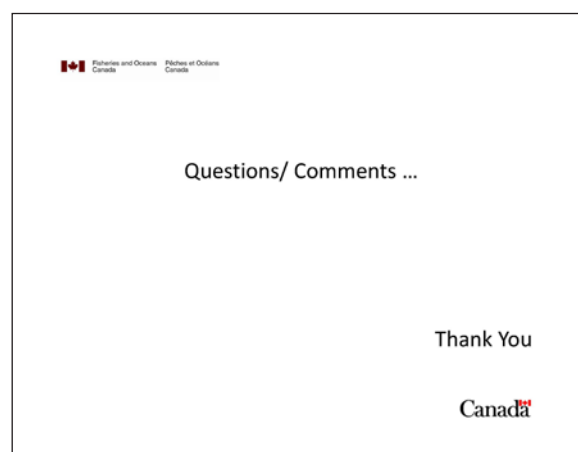 Fisheries and Oceans Pêches et Océans
Canada Canada
Questions/ Comments ...
Thank You
Canada